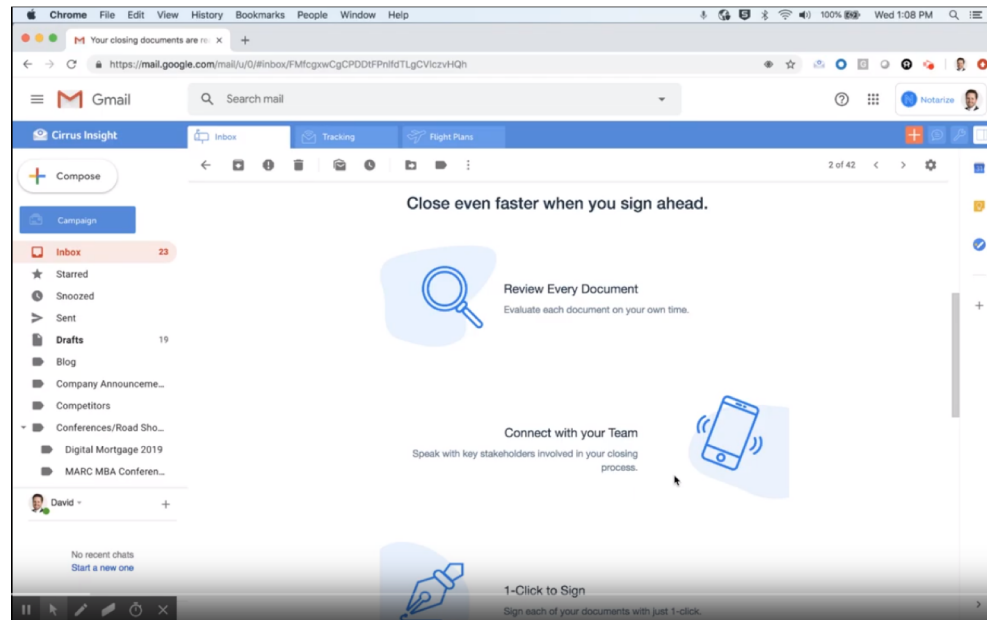 Chrome File Edit View History Bookmarks People Window Help
100% Wed 1:08 PM
Your closing documents are re
https://mail.google.com/mail/u/0/#inbox/
Gmail
Search mail
Notarize
Cirrus Insight
Inbox
Tracking
Flight Plans
Compose
2 of 42
Campaign
Inbox 23
Starred
Snoozed
Sent
Drafts 19
Blog
Company Announceme...
Competitors
Conferences/Road Sho...
Digital Mortgage 2019
MARC MBA Conferen...
David
No recent chats
Start a new one
Close even faster when you sign ahead.
Review Every Document
Evaluate each document on your own time.
Connect with your Team
Speak with key stakeholders involved in your closing
process.
1-Click to Sign
Sign each of your documents with just 1-click.